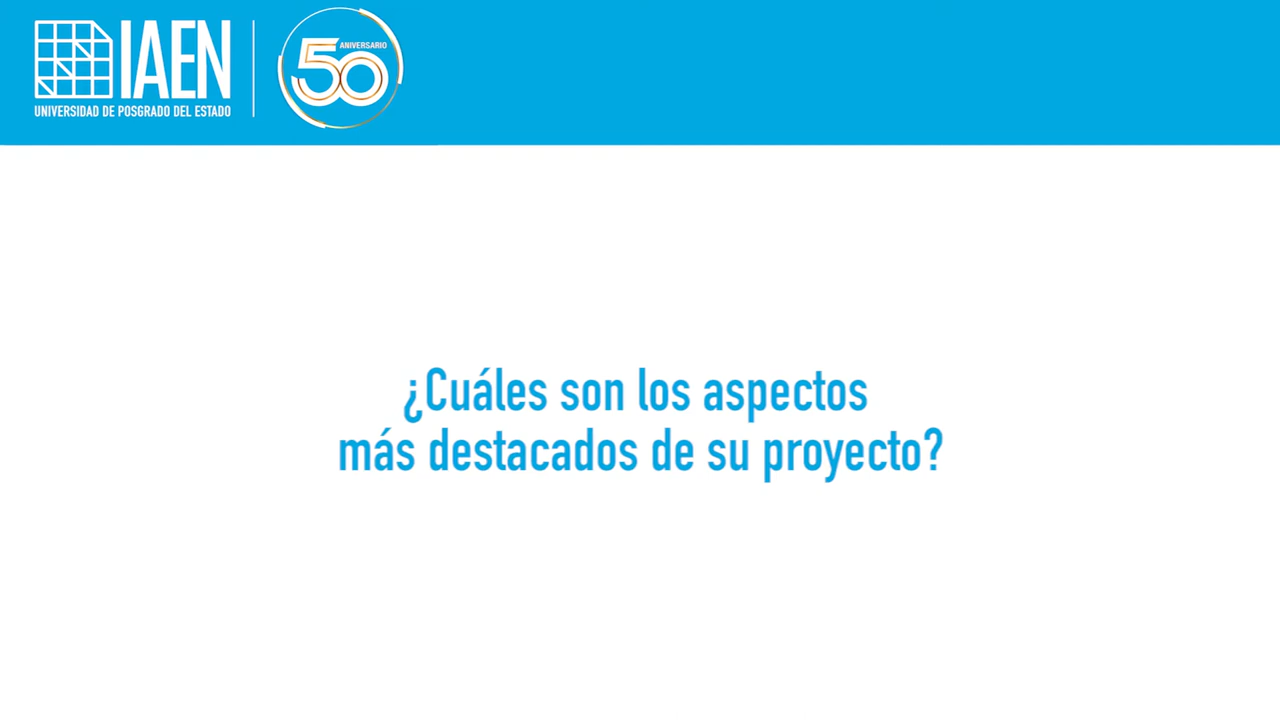 IAEN
UNIVERSIDAD DE POSGRADO DEL ESTADO
50
ANIVERSARIO
¿Cuáles son los aspectos
más destacados de su proyecto?